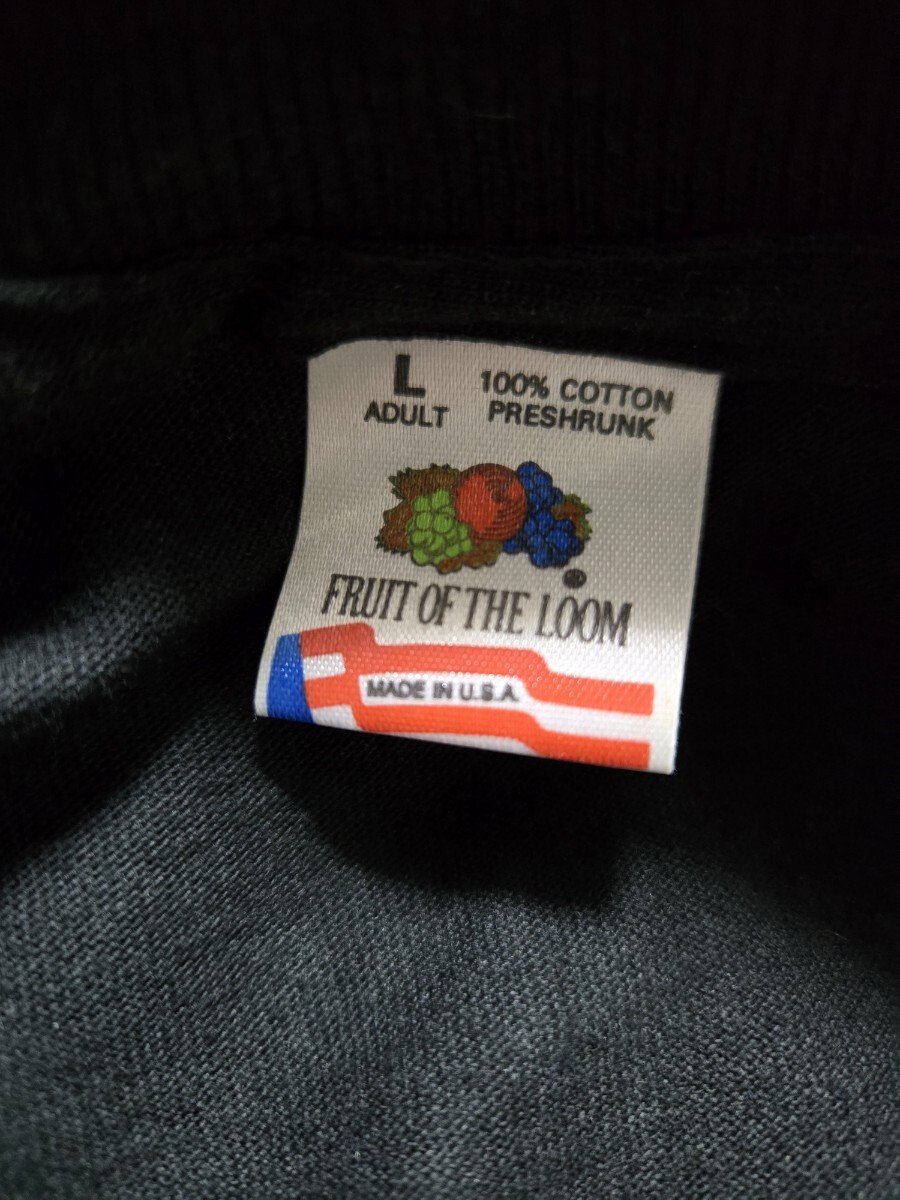 L
ADULT
100% COTTON
PRESHRUNK
FRUIT OF THE LOOM
MADE IN U.S.A.